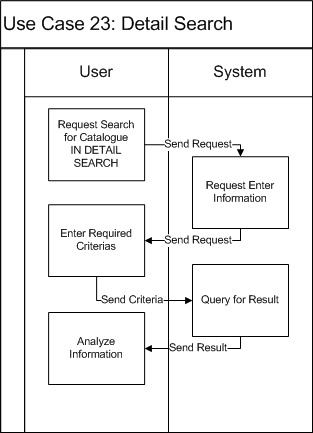 Use Case 23: Detail Search
User
System
Request Search
for Catalogue
IN DETAIL
SEARCH
Send Request
Request Enter
Information
Send Request
Enter Required
Criterias
Send Criteria
Query for Result
Send Result
Analyze
Information